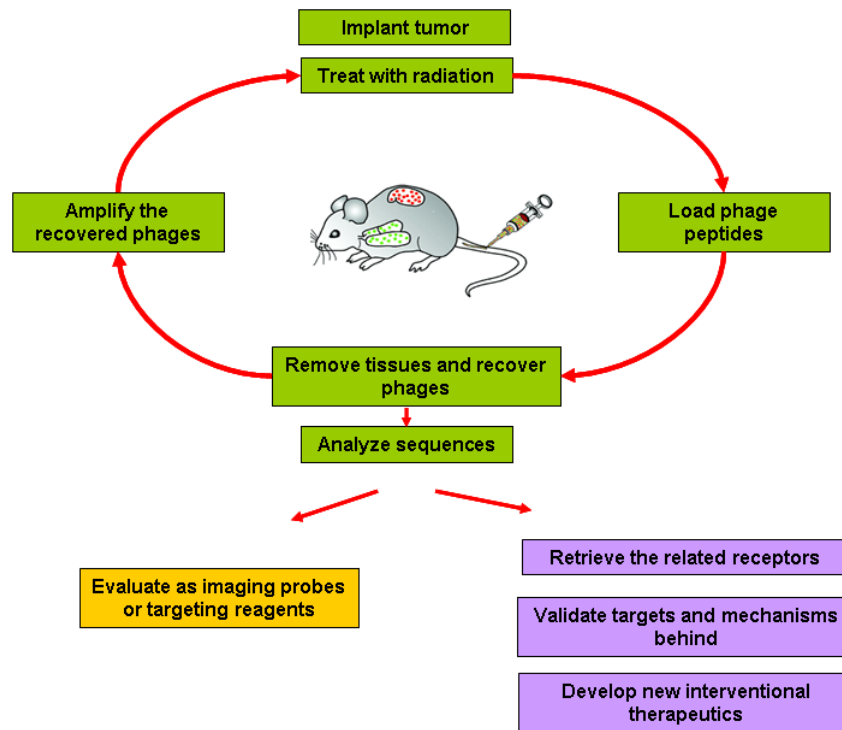 Implant tumor
Treat with radiation
Amplify the
recovered phages
Load phage
peptides
Remove tissues and recover
phages
Analyze sequences
Evaluate as imaging probes
or targeting reagents
Retrieve the related receptors
Validate targets and mechanisms
behind
Develop new interventional
therapeutics